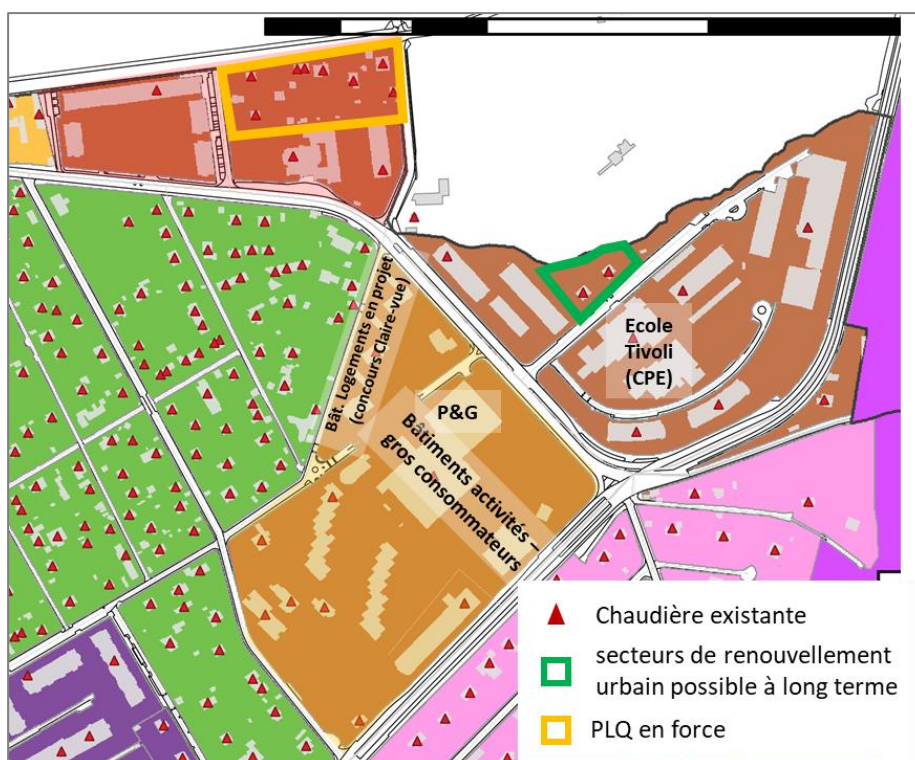 Bât. Logements en projet
(concours Claire-vue)
Ecole
Tivoli
(CPE)
P&G
Bâtiments activités –
gros consommateurs
Chaudière existante
secteurs de renouvellement
urbain possible à long terme
PLQ en force